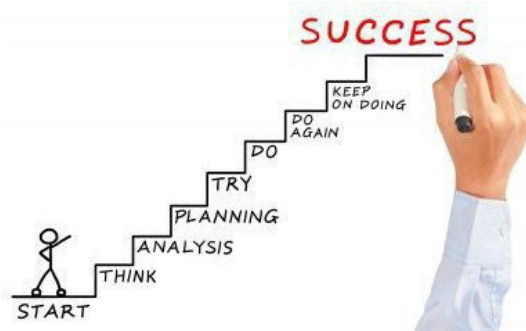 SUCCESS
KEEP
ON DOING
DO
AGAIN
DO
TRY
PLANNING
ANALYSIS
THINK
START